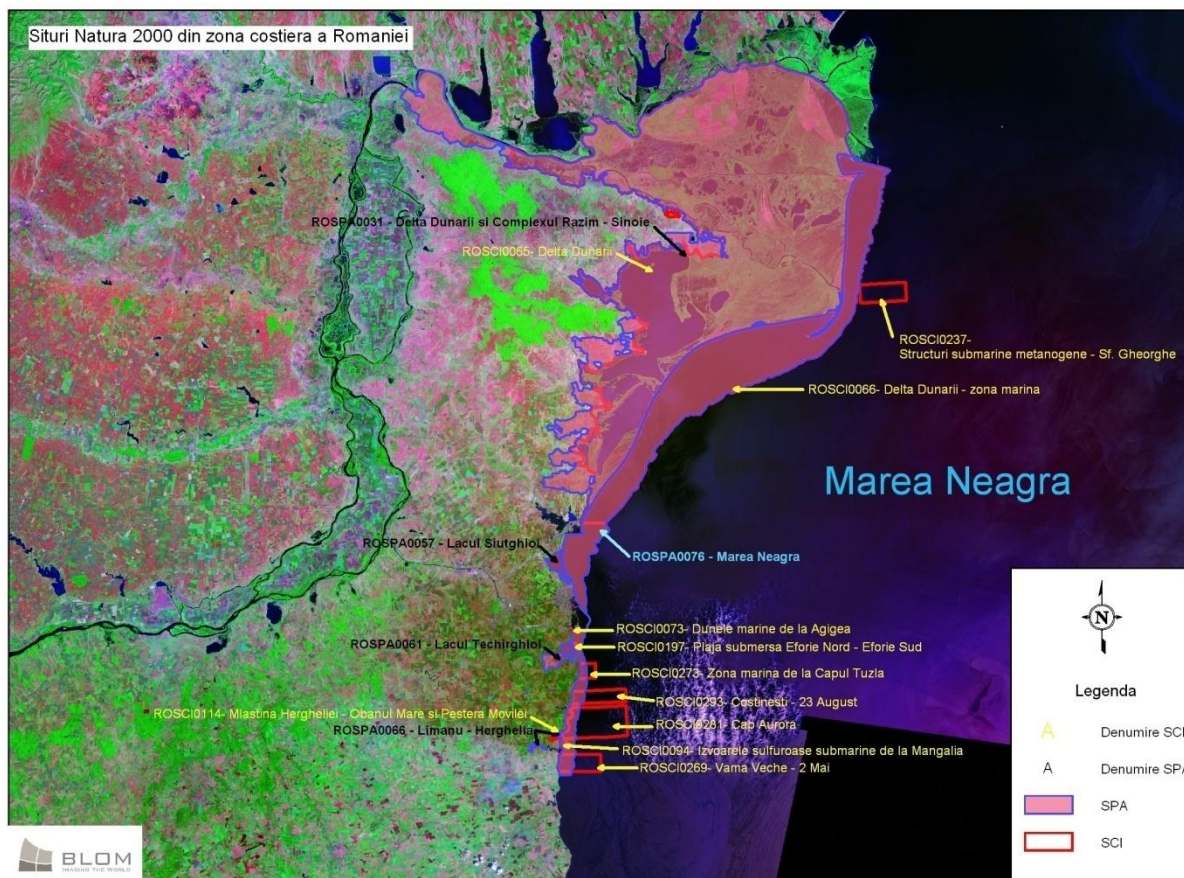 Situri Natura 2000 din zona costiera a Romaniei
ROSPA0031 - Delta Dunarii si Complexul Razim - Sinoie
ROSCI0065- Delta Dunarii
ROSCI0237-
Structuri submarine metanogene - Sf. Gheorghe
ROSCI0066- Delta Dunarii - zona marina
Marea Neagra
ROSPA0057 - Lacul Siutghiol
ROSPA0076 - Marea Neagra
ROSCI0073- Dunele marine de la Agigea
ROSPA0061 - Lacul Techirghiol
ROSCI0197- Plaja submersa Eforie Nord - Eforie Sud
ROSCI0273- Zona marina de la Capul Tuzla
ROSCI0293- Costinesti - 23 August
ROSCI0114- Mlastina Hergheliei - Obanul Mare si Pestera Movilei
ROSCI0281- Cap Aurora
ROSPA0066 - Limanu - Herghelia
ROSCI0094- Izvoarele sulfuroase submarine de la Mangalia
ROSCI0269- Vama Veche - 2 Mai
N
Legenda
A Denumire SCI
A Denumire SPA
SPA
SCI
BLOM
IMAGING THE WORLD